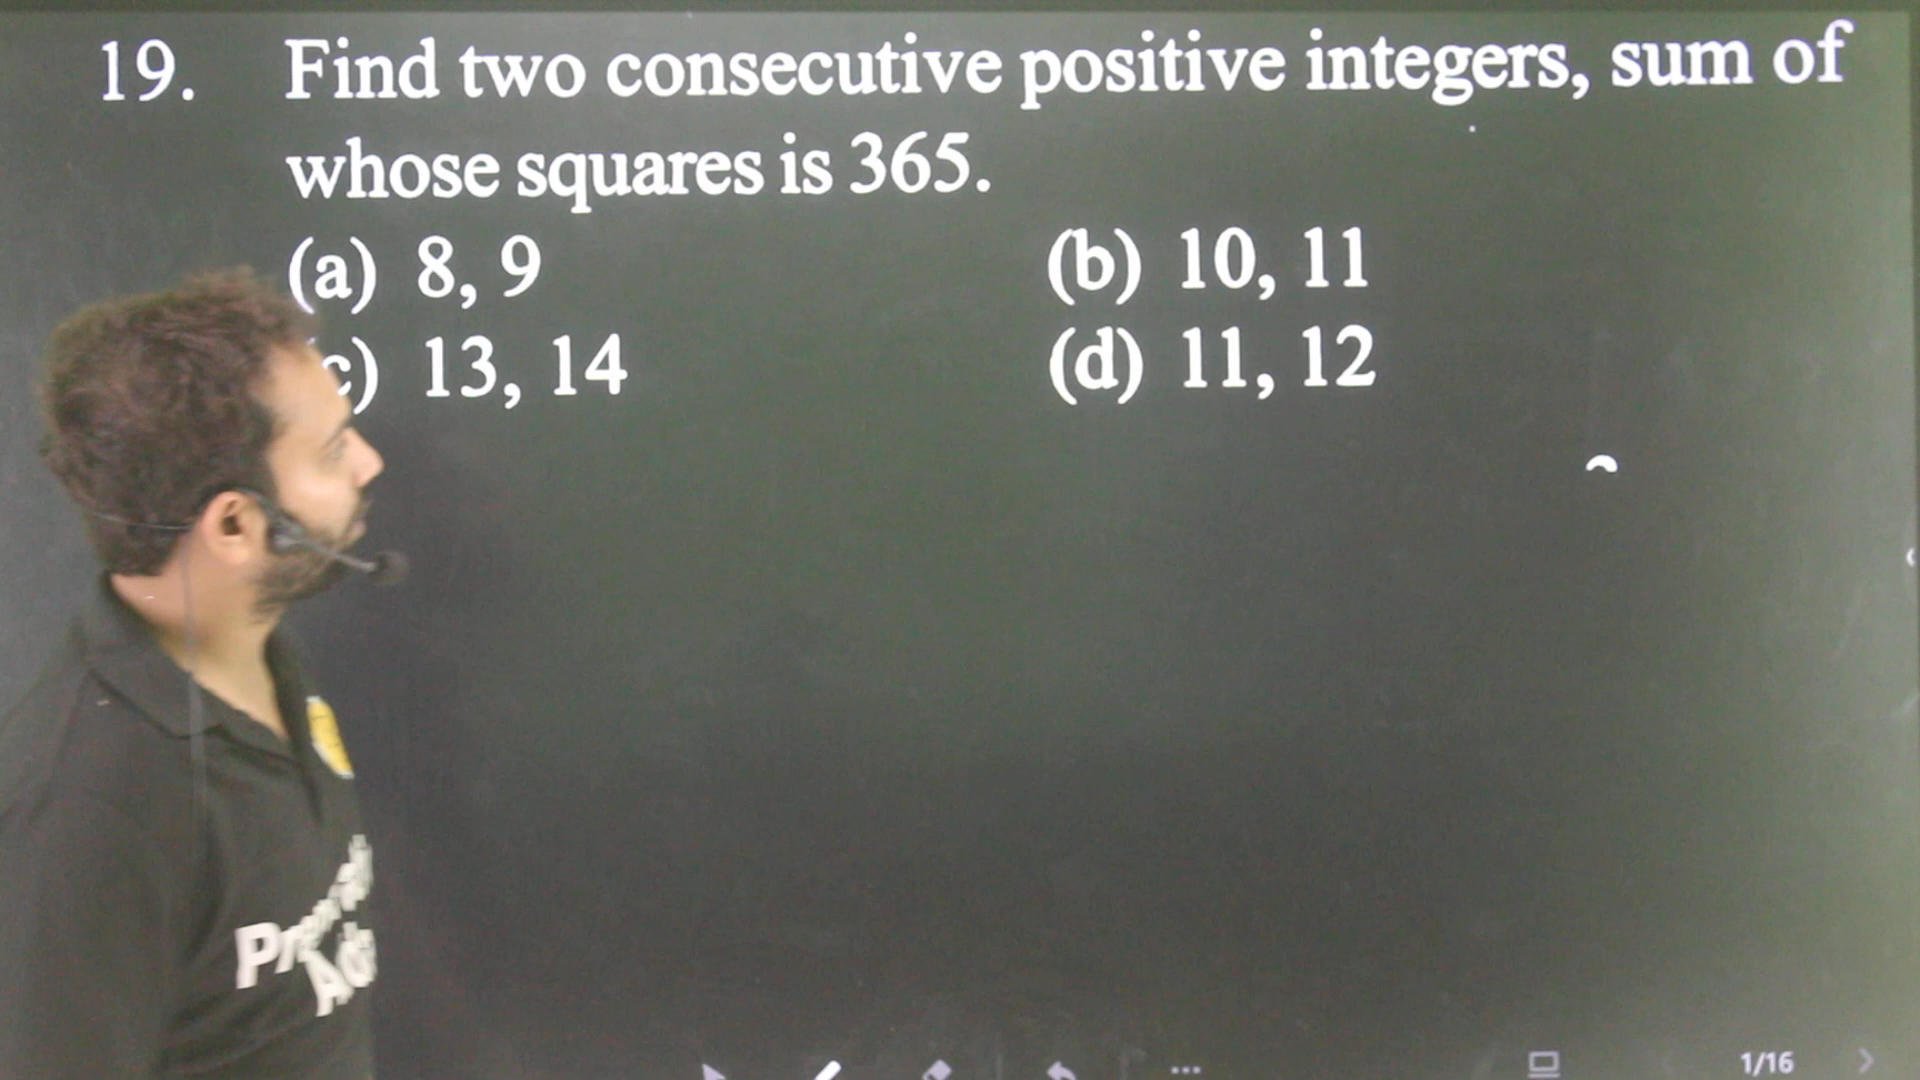 19. Find two consecutive positive integers, sum of
whose squares is 365.
(a) 8, 9 (b) 10, 11
c) 13, 14 (d) 11, 12
1/16